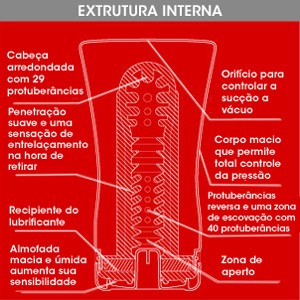 EXTRUTURA INTERNA
Cabeça
arredondada
com 29
protuberâncias
Penetração
suave e uma
sensação de
entrelaçamento
na hora de
retirar
Recipiente do
lubrificante
Almofada
macia e úmida
aumenta sua
sensibilidade
Orifício para
controlar a
sucção a
vácuo
Corpo macio
que permite
total controle
da pressão
Protuberâncias
reversa e uma zona
de escovação com
40 protuberâncias
Zona de
aperto